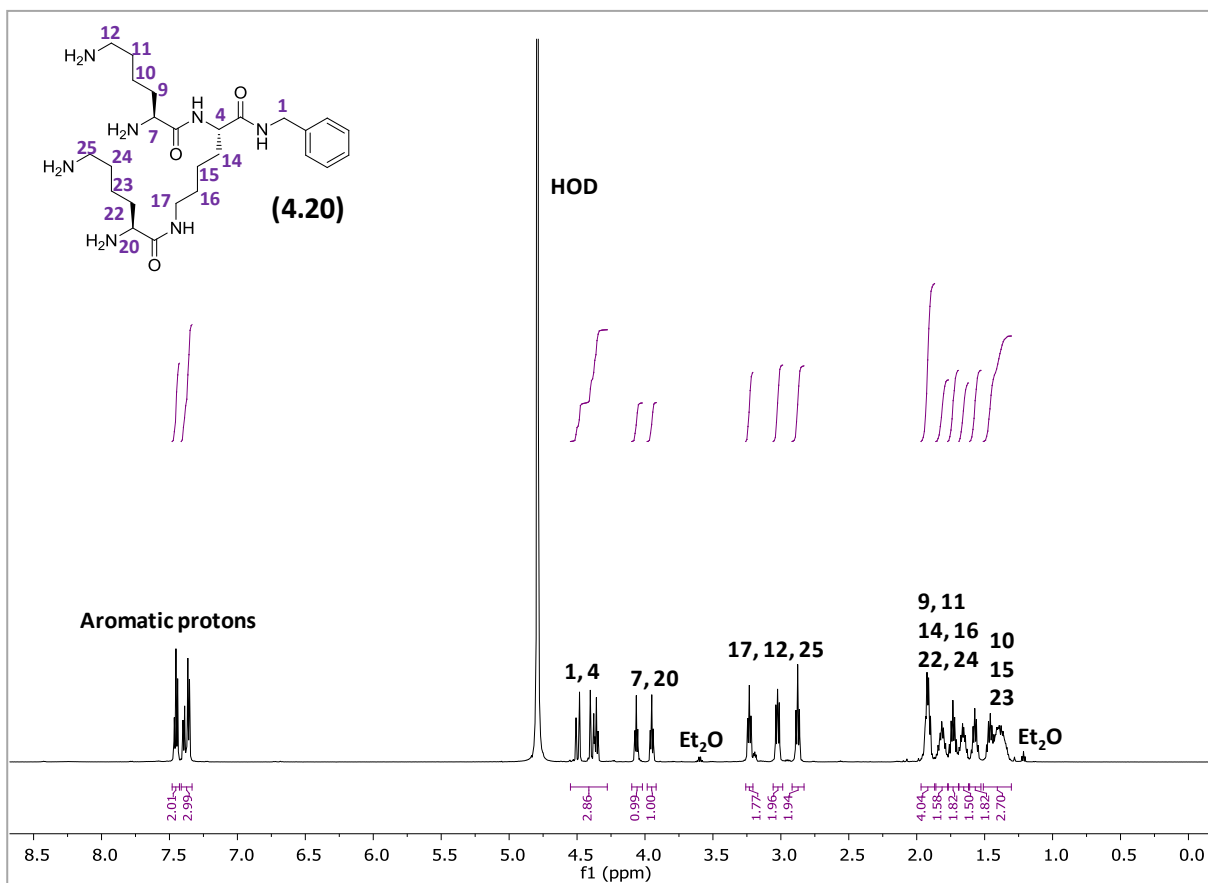 12
H₂N
11
10
9
H
N
4
O
1
H₂N
7
O
N
H
14
25
H₂N
24
15
23
16
(4.20)
22
17
NH
H₂N
20
O
HOD
Aromatic protons
1, 4
7, 20
Et₂O
17, 12, 25
9, 11
14, 16
22, 24
10
15
23
Et₂O
2.01
2.99
2.86
0.99
1.00
1.77
1.96
1.94
4.04
1.58
1.82
1.50
1.82
2.70
8.5 8.0 7.5 7.0 6.5 6.0 5.5 5.0 4.5 4.0 3.5 3.0 2.5 2.0 1.5 1.0 0.5 0.0
f1 (ppm)